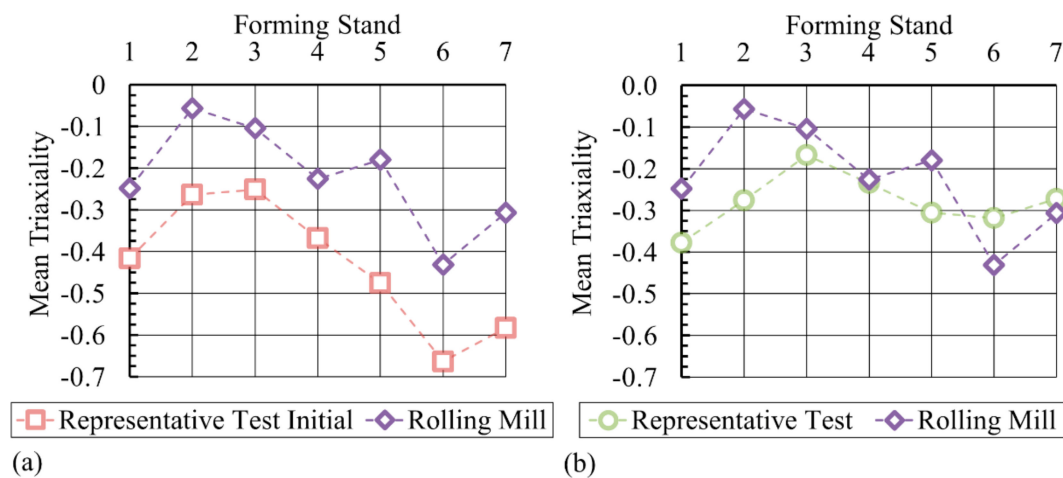 Forming Stand
1 2 3 4 5 6 7
0.0
-0.1
-0.2
-0.3
-0.4
-0.5
-0.6
-0.7
Mean Triaxiality
Representative Test Initial Rolling Mill
(a)
Forming Stand
1 2 3 4 5 6 7
0.0
-0.1
-0.2
-0.3
-0.4
-0.5
-0.6
-0.7
Mean Triaxiality
Representative Test Rolling Mill
(b)